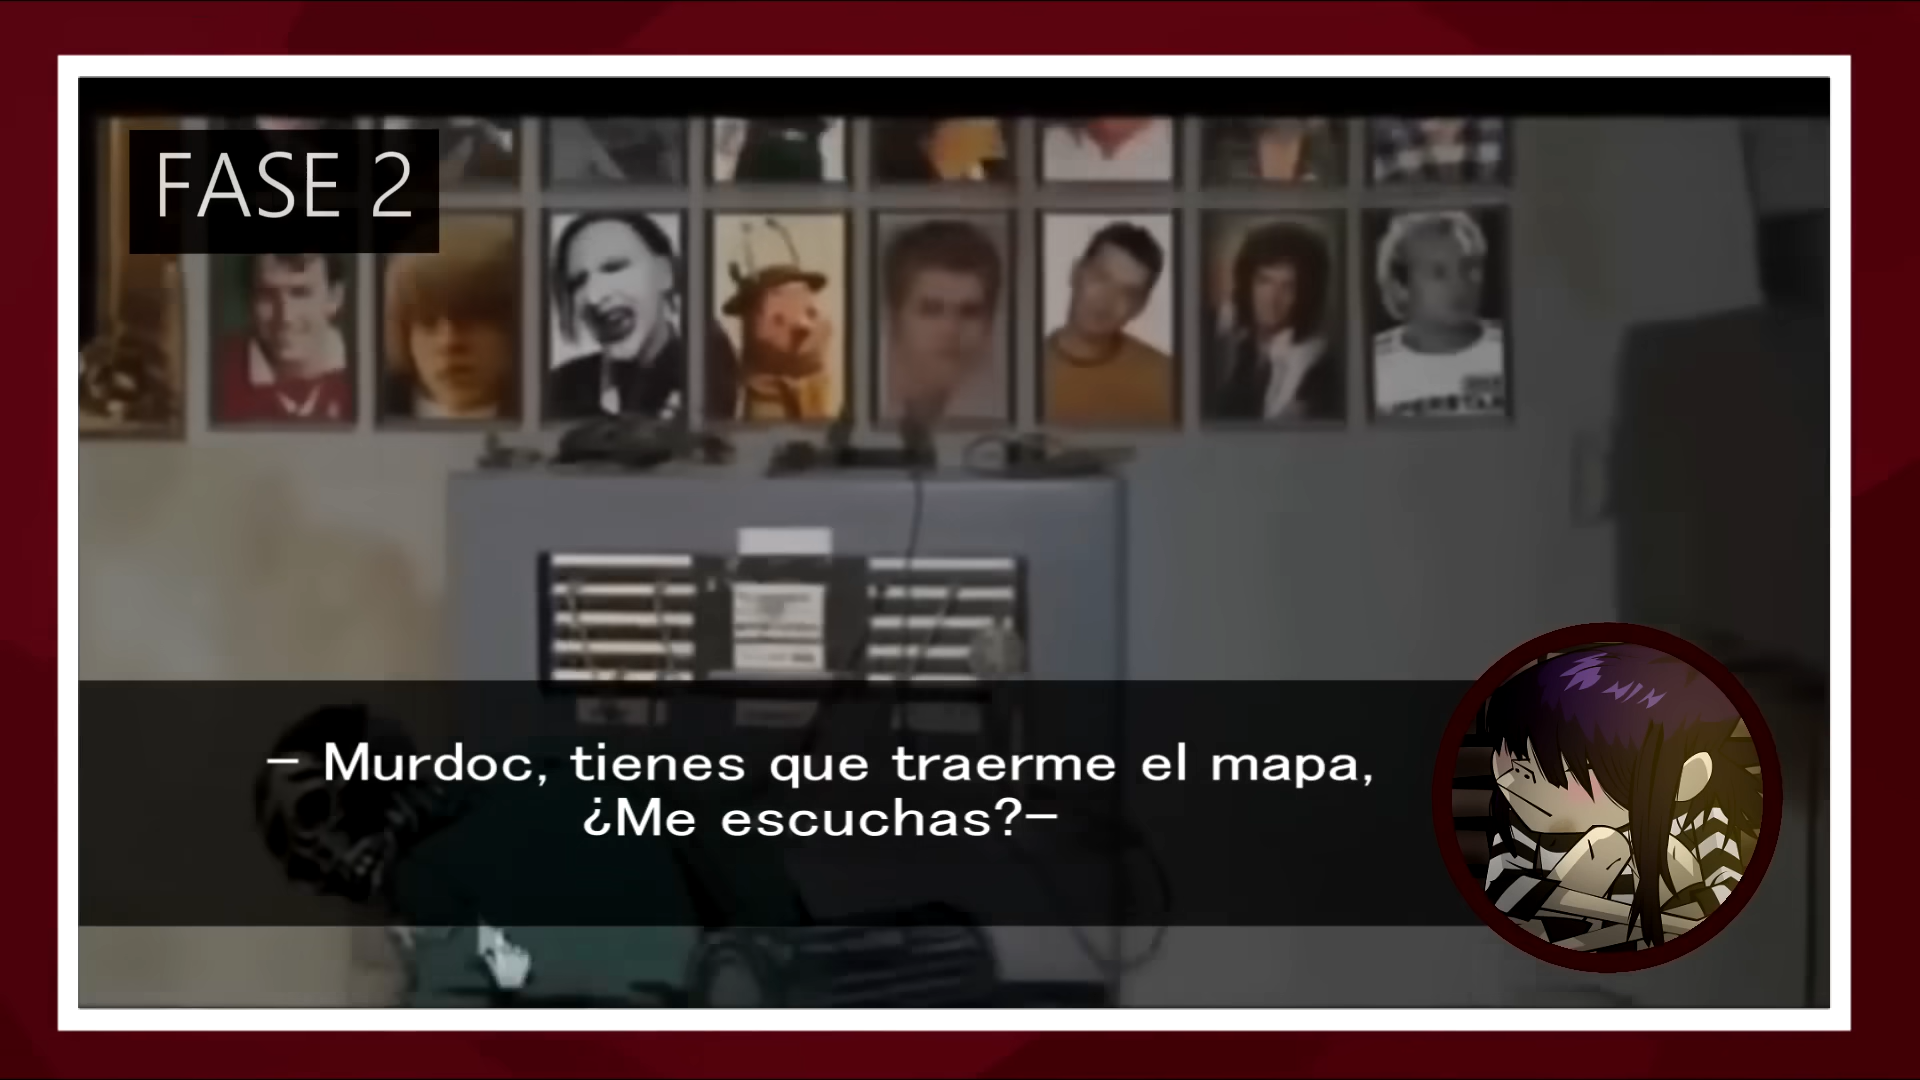 FASE 2
– Murdoc, tienes que traerme el mapa,
¿Me escuchas?–